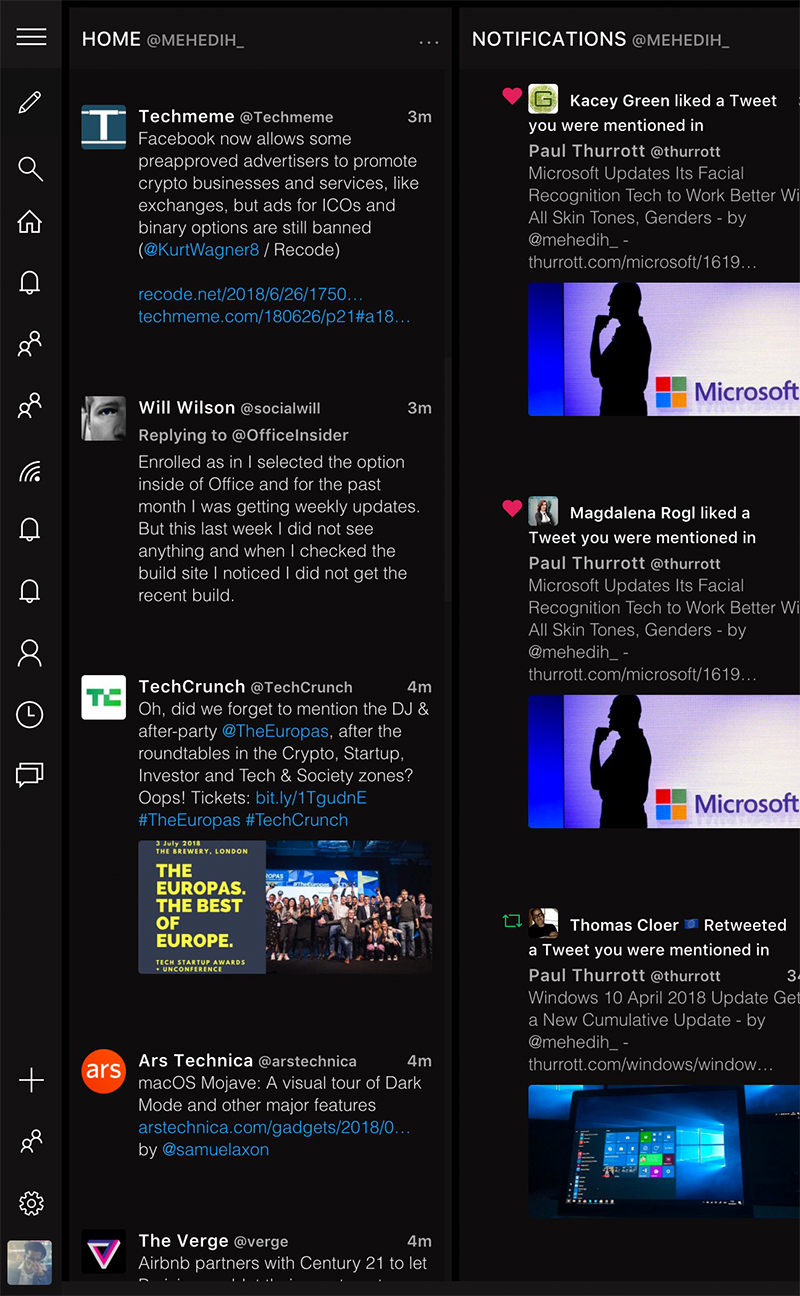 HOME @MEHEDIH_
...
T
Techmeme @Techmeme 3m
Facebook now allows some
preapproved advertisers to promote
crypto businesses and services, like
exchanges, but ads for ICOs and
binary options are still banned
(@KurtWagner8 / Recode)
recode.net/2018/6/26/1750…
techmeme.com/180626/p21#a18…
Will Wilson @socialwill 3m
Replying to @OfficeInsider
Enrolled as in I selected the option
inside of Office and for the past
month I was getting weekly updates.
But this last week I did not see
anything and when I checked the
build site I noticed I did not get the
recent build.
TechCrunch @TechCrunch 4m
Oh, did we forget to mention the DJ &
after-party @TheEuropas, after the
roundtables in the Crypto, Startup,
Investor and Tech & Society zones?
Oops! Tickets: bit.ly/1TgudnE
#TheEuropas #TechCrunch
3 July 2018
THE BREWERY, LONDON
THE
EUROPAS.
THE BEST
OF
EUROPE.
TECH STARTUP AWARDS
+ UNCONFERENCE
ars
Ars Technica @arstechnica 4m
macOS Mojave: A visual tour of Dark
Mode and other major features
arstechnica.com/gadgets/2018/0…
by @samuelaxon
The Verge @verge 4m
Airbnb partners with Century 21 to let
NOTIFICATIONS @MEHEDIH_
Kacey Green liked a Tweet
you were mentioned in
Paul Thurrott @thurrott
Microsoft Updates Its Facial
Recognition Tech to Work Better Wi
All Skin Tones, Genders - by
@mehedih_ -
thurrott.com/microsoft/1619…
Microsoft
Magdalena Rogl liked a
Tweet you were mentioned in
Paul Thurrott @thurrott
Microsoft Updates Its Facial
Recognition Tech to Work Better Wi
All Skin Tones, Genders - by
@mehedih_ -
thurrott.com/microsoft/1619…
Microsoft
Thomas Cloer Retweeted
a Tweet you were mentioned in
Paul Thurrott @thurrott 34
Windows 10 April 2018 Update Get
a New Cumulative Update - by
@mehedih_ -
thurrott.com/windows/window…